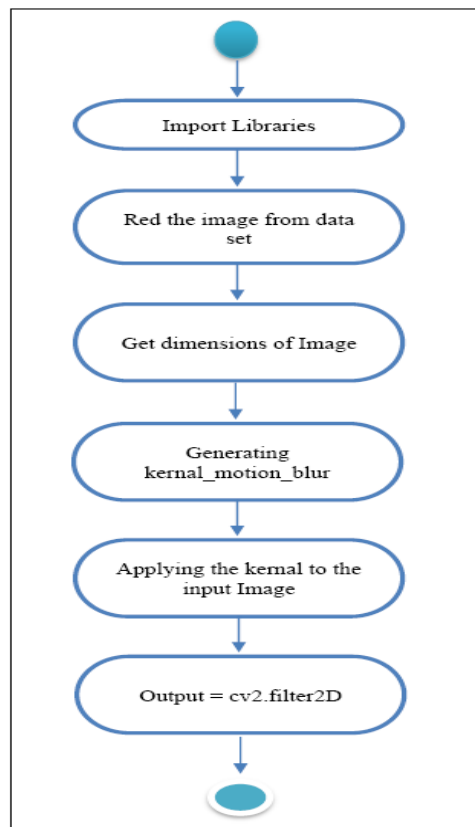 Import Libraries
Red the image from data
set
Get dimensions of Image
Generating
kernal_motion_blur
Applying the kernel to the
input Image
Output = cv2.filter2D